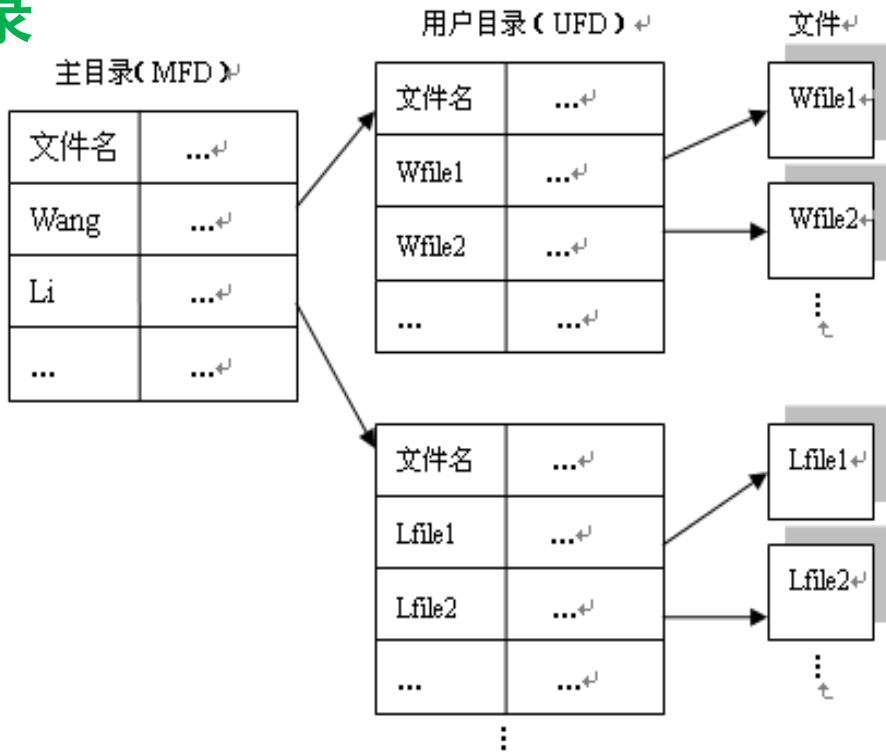 录
主目录(MFD)
文件名 ...
Wang ...
Li ...
... ...
用户目录(UFD)
文件名 ...
Wfile1 ...
Wfile2 ...
... ...
文件名 ...
Lfile1 ...
Lfile2 ...
... ...
...
文件
Wfile1
Wfile2
...
Lfile1
Lfile2
...